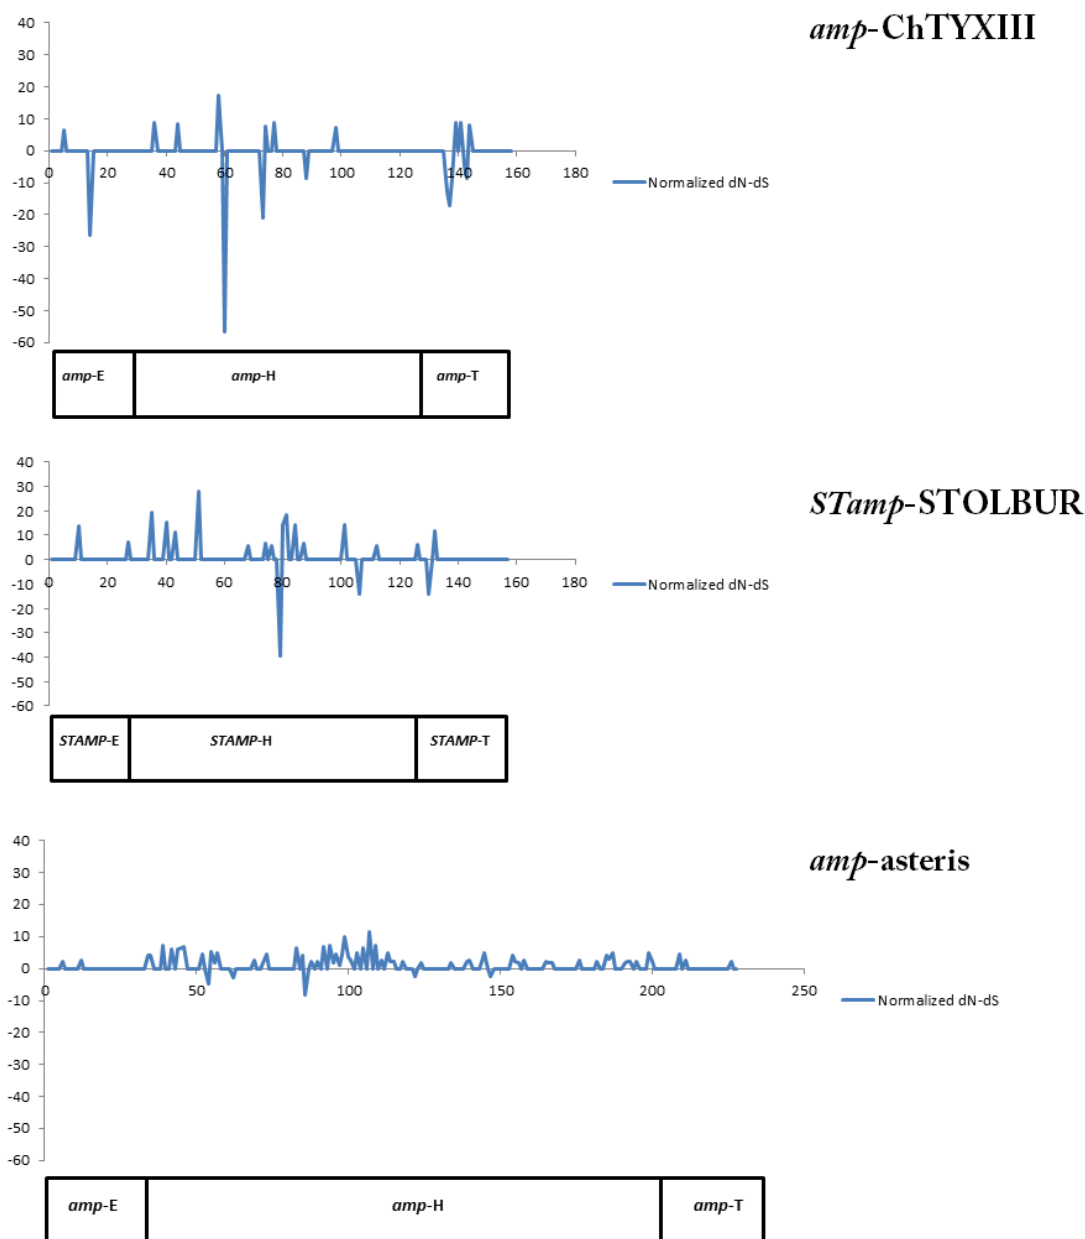 amp-ChTYXIII
40
30
20
10
0
-10
-20
-30
-40
-50
-60
0 20 40 60 80 100 120 140 160 180
Normalized dN-dS
amp-E amp-H amp-T
STamp-STOLBUR
40
30
20
10
0
-10
-20
-30
-40
-50
-60
0 20 40 60 80 100 120 140 160 180
Normalized dN-dS
STAMP-E STAMP-H STAMP-T
amp-asteris
40
30
20
10
0
-10
-20
-30
-40
-50
-60
0 50 100 150 200 250
Normalized dN-dS
amp-E amp-H amp-T